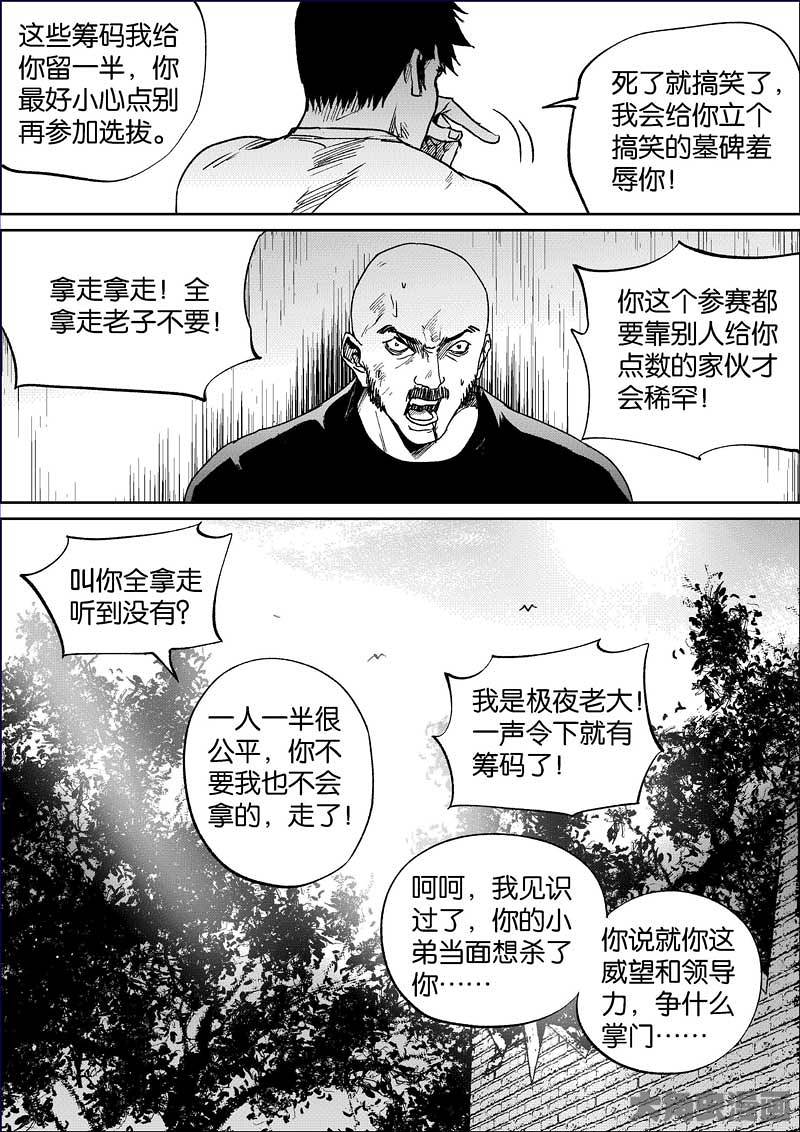 这些筹码我给
你留一半，你
最好小心点别
再参加选拔。
死了就搞笑了，
我会给你立个
搞笑的墓碑羞
辱你！
拿走拿走！全
拿走老子不要！
你这个参赛都
要靠别人给你
点数的家伙才
会稀罕！
叫你全拿走
听到没有？
一人一半很
公平，你不
要我也不会
拿的，走了！
我是极夜老大！
一声令下就有
筹码了！
呵呵，我见识
过了，你的小
弟当面想杀了
你……
你说就你这
威望和领导
力，争什么
掌门……